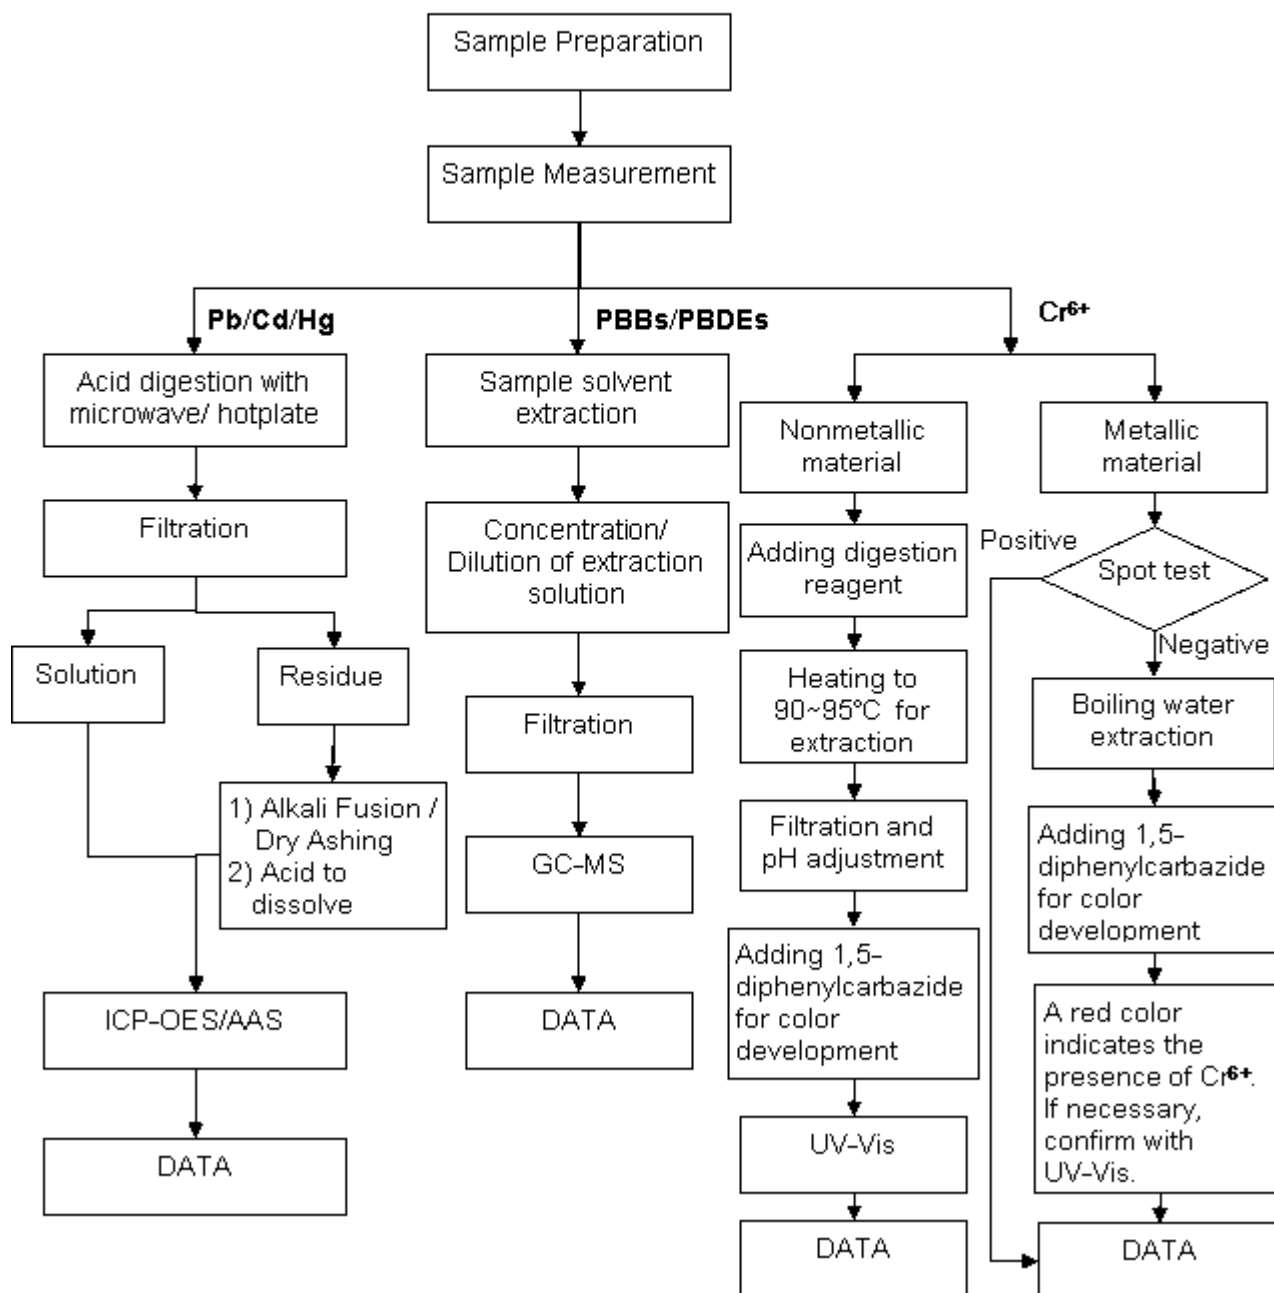 Sample Preparation
Sample Measurement
Pb/Cd/Hg
PBBs/PBDEs
Cr6+
Acid digestion with
microwave/ hotplate
Filtration
Solution
Residue
1) Alkali Fusion /
Dry Ashing
2) Acid to
dissolve
ICP-OES/AAS
DATA
Sample solvent
extraction
Concentration/
Dilution of extraction
solution
Filtration
GC-MS
DATA
Nonmetallic
material
Adding digestion
reagent
Heating to
90~95°C for
extraction
Filtration and
pH adjustment
Adding 1,5-
diphenylcarbazide
for color
development
UV-Vis
DATA
Metallic
material
Spot test
Positive
Negative
Boiling water
extraction
Adding 1,5-
diphenylcarbazide
for color
development
A red color
indicates the
presence of Cr6+.
If necessary,
confirm with
UV-Vis.
DATA